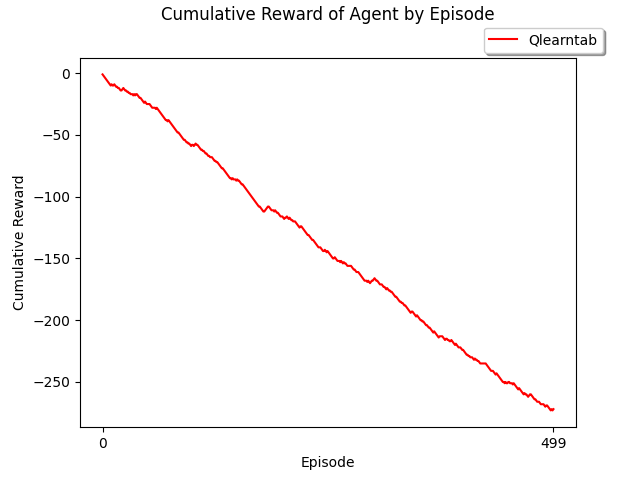 Cumulative Reward of Agent by Episode
Qlearntab
0
−50
−100
−150
−200
−250
Cumulative Reward
0
499
Episode